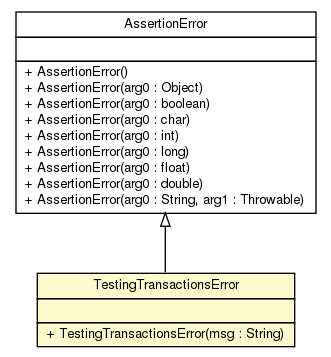 AssertionError
+ AssertionError()
+ AssertionError(arg0 : Object)
+ AssertionError(arg0 : boolean)
+ AssertionError(arg0 : char)
+ AssertionError(arg0 : int)
+ AssertionError(arg0 : long)
+ AssertionError(arg0 : float)
+ AssertionError(arg0 : double)
+ AssertionError(arg0 : String, arg1 : Throwable)
TestingTransactionsError
+ TestingTransactionsError(msg : String)